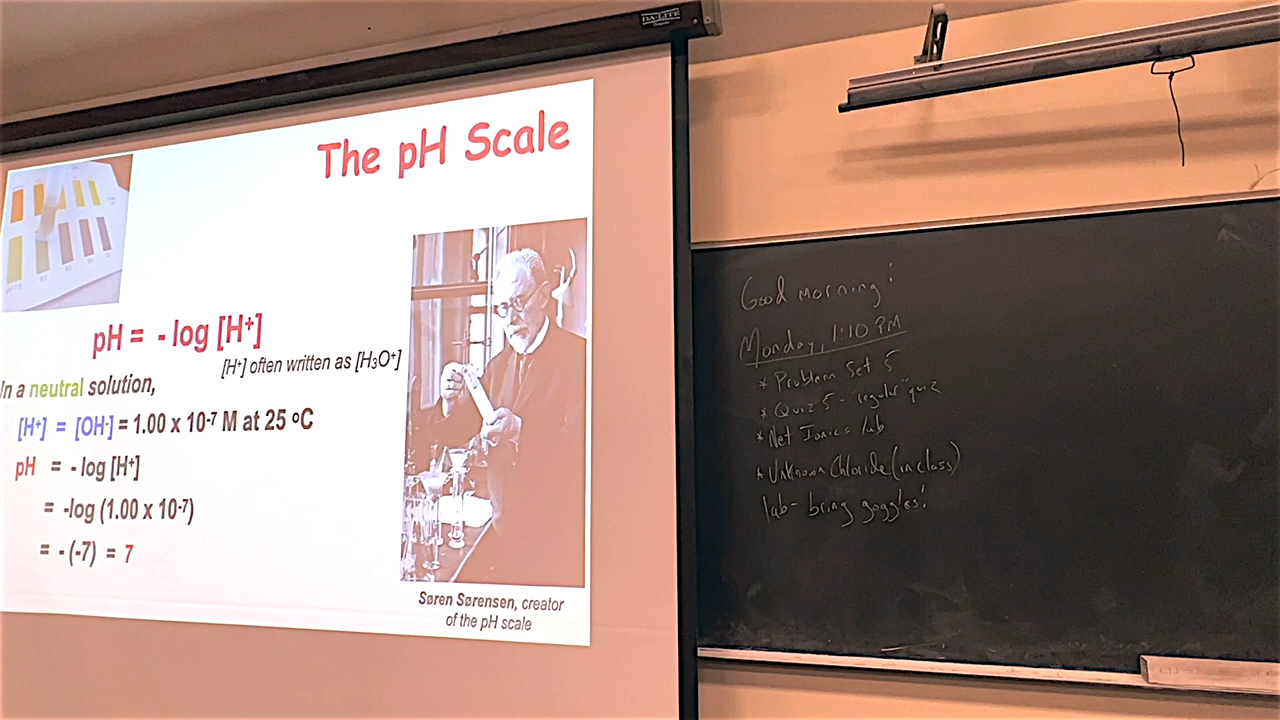 DA-LITE
The pH Scale
pH = - log [H⁺]
[H⁺] often written as [H₃O⁺]
In a neutral solution,
[H⁺] = [OH⁻] = 1.00 x 10⁻⁷ M at 25 ºC
pH = - log [H⁺]
= -log (1.00 x 10⁻⁷)
= - (-7) = 7
Søren Sørensen, creator
of the pH scale
Good morning!
Monday, 1:10 PM
* Problem Set 5
* Quiz 5 - "regular" quiz
* Net Ionics lab
* Unknown Chloride (in class)
lab - bring goggles!